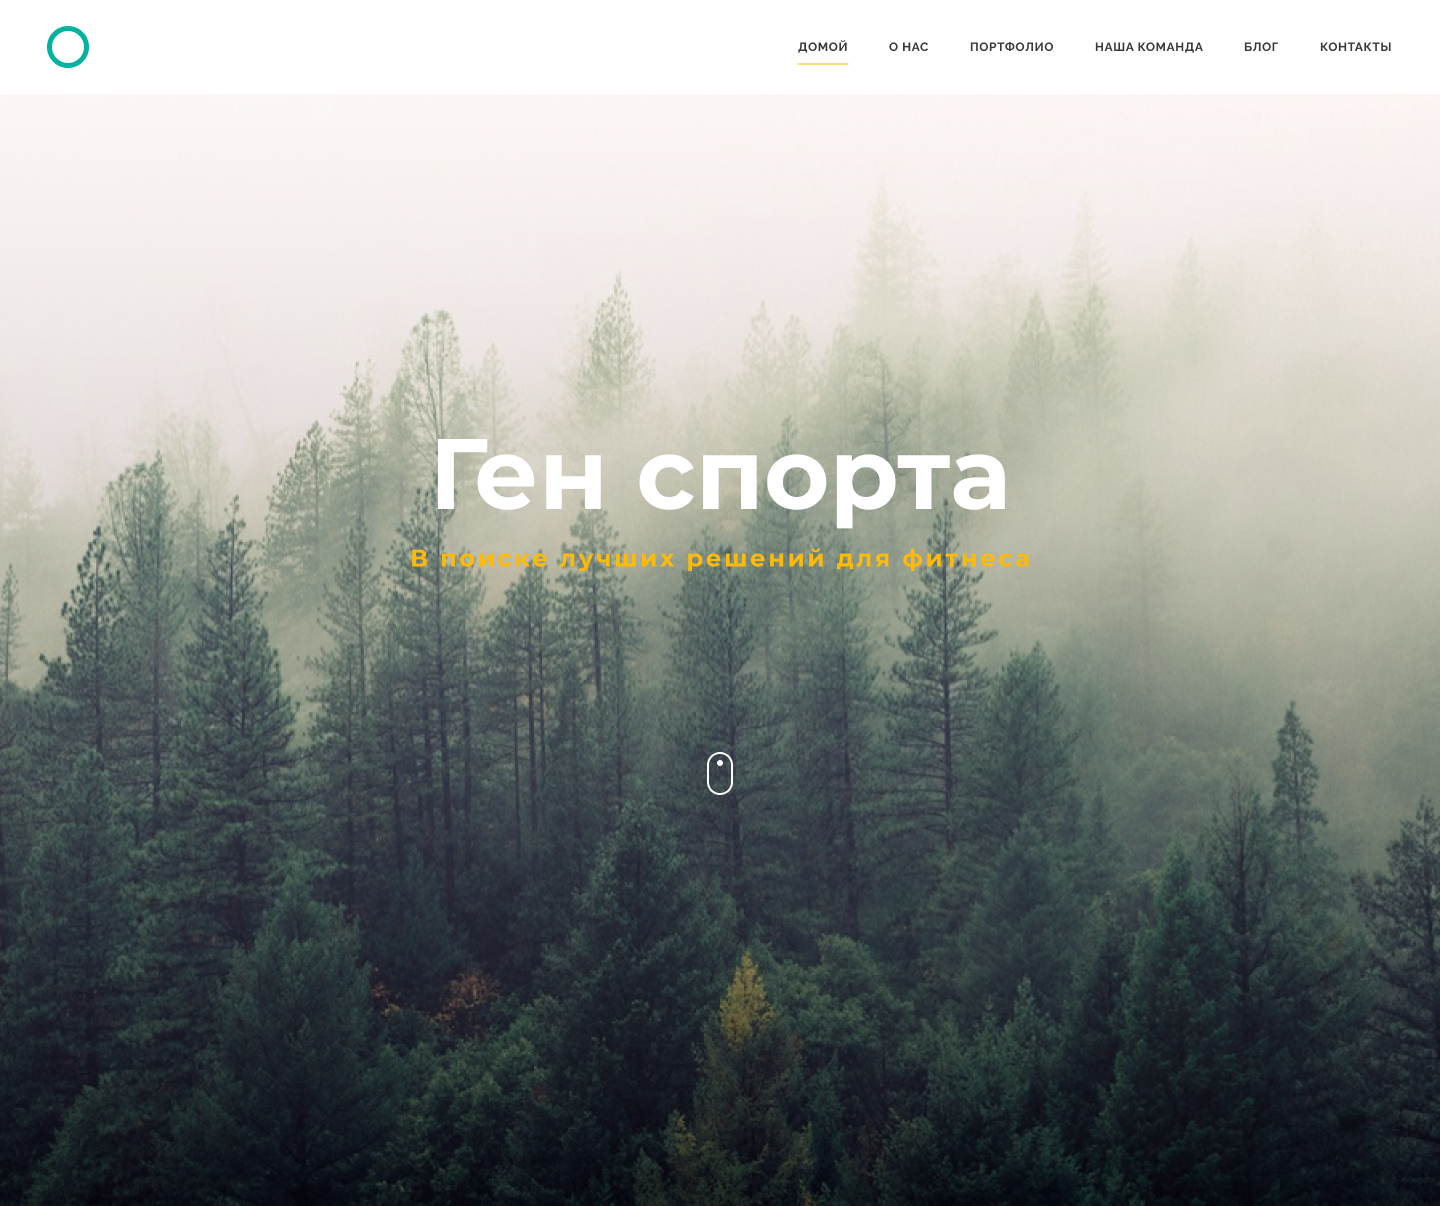 ДОМОЙ
О НАС
ПОРТФОЛИО
НАША КОМАНДА
БЛОГ
КОНТАКТЫ
Ген спорта
В поиске лучших решений для фитнеса